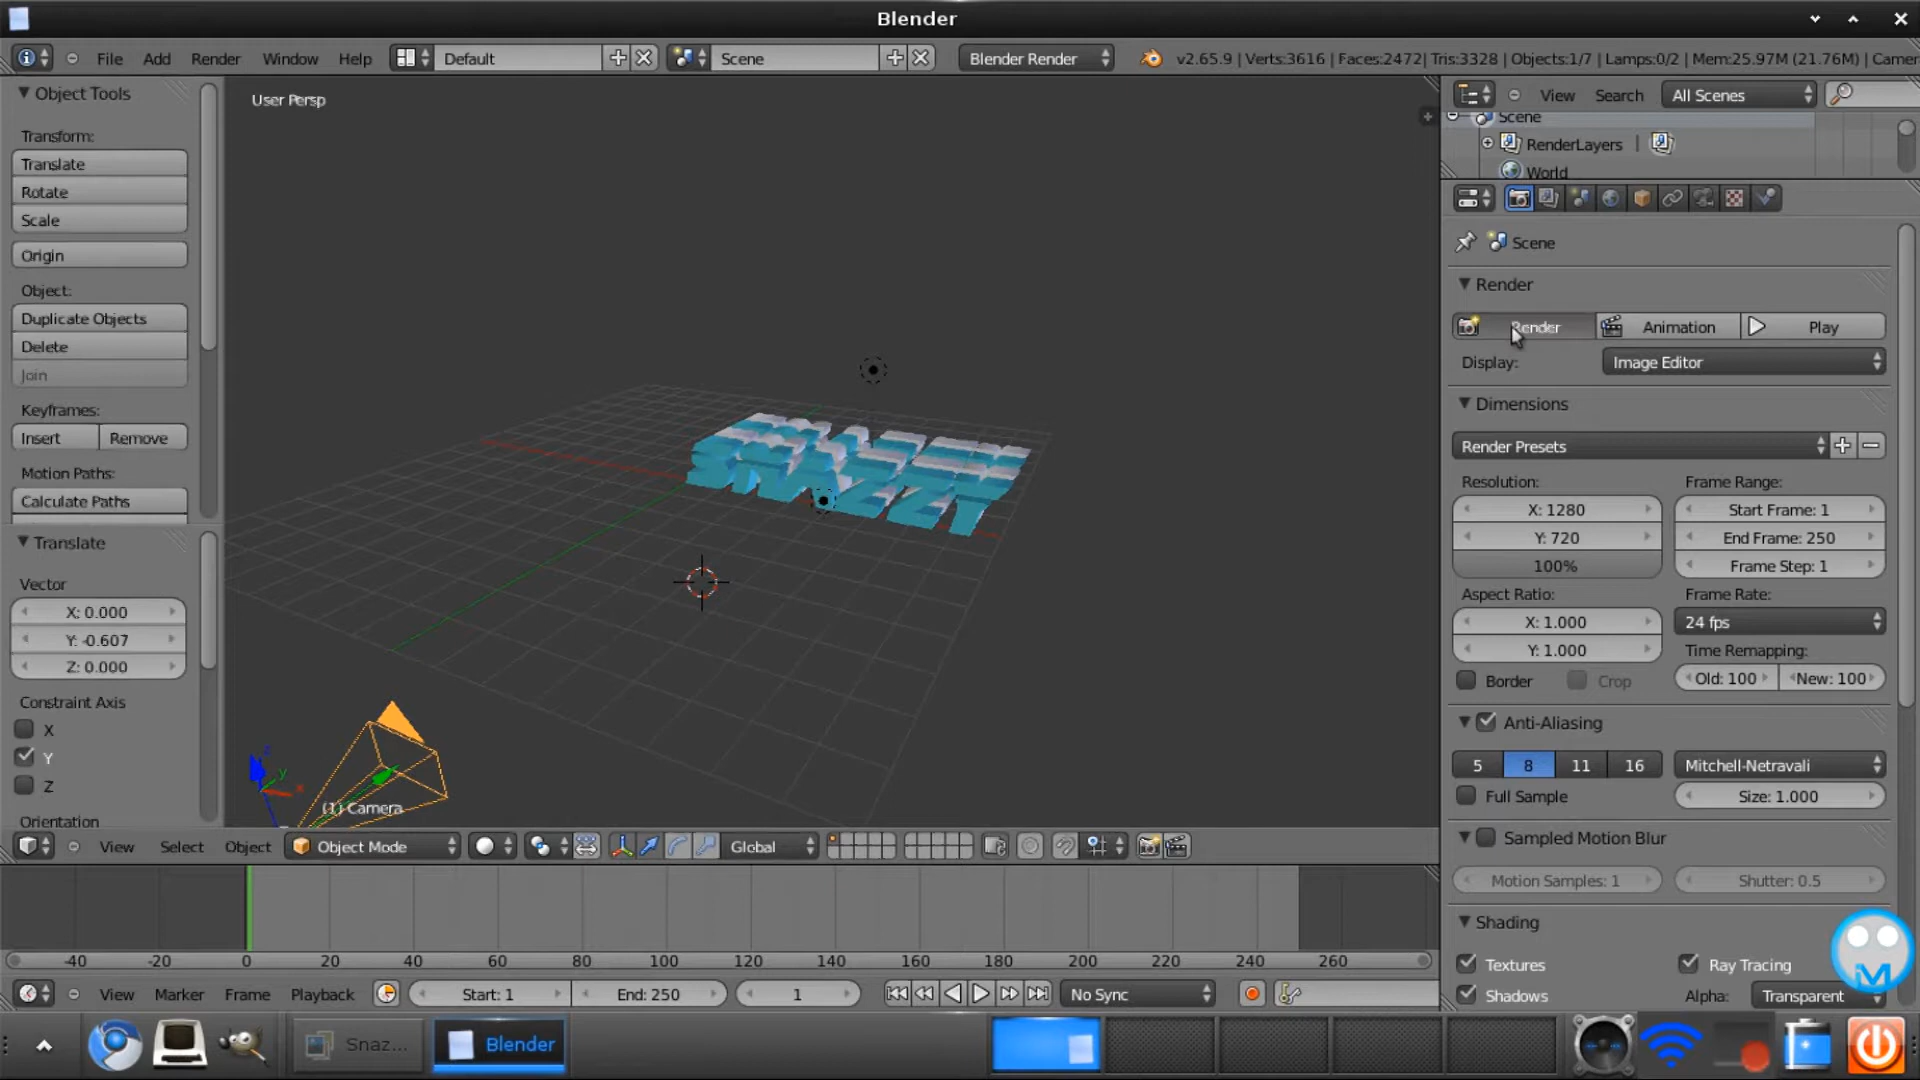 Blender
File Add Render Window Help Default Scene Blender Render v2.65.9 | Verts:3616 | Faces:2472| Tris:3328 | Objects:1/7 | Lamps:0/2 | Mem:25.97M (21.76M) | Camer
Object Tools
Transform:
Translate
Rotate
Scale
Origin
Object:
Duplicate Objects
Delete
Join
Keyframes:
Insert Remove
Motion Paths:
Calculate Paths
Translate
Vector
X: 0.000
Y: -0.607
Z: 0.000
Constraint Axis
X
Y
Z
Orientation
User Persp
SNAZZY
(1) Camera
View Select Object Object Mode Global
-40 -20 0 20 40 60 80 100 120 140 160 180 200 220 240 260
View Marker Frame Playback Start: 1 End: 250 1 No Sync
View Search All Scenes
Scene
RenderLayers |
World
Scene
Render
Render Animation Play
Display: Image Editor
Dimensions
Render Presets
Resolution: Frame Range:
X: 1280 Start Frame: 1
Y: 720 End Frame: 250
100% Frame Step: 1
Aspect Ratio: Frame Rate:
X: 1.000 24 fps
Y: 1.000 Time Remapping:
Border Crop Old: 100 New: 100
Anti-Aliasing
5 8 11 16 Mitchell-Netravali
Full Sample Size: 1.000
Sampled Motion Blur
Motion Samples: 1 Shutter: 0.5
Shading
Textures Ray Tracing
Shadows Alpha: Transparent
M
Snaz... Blender